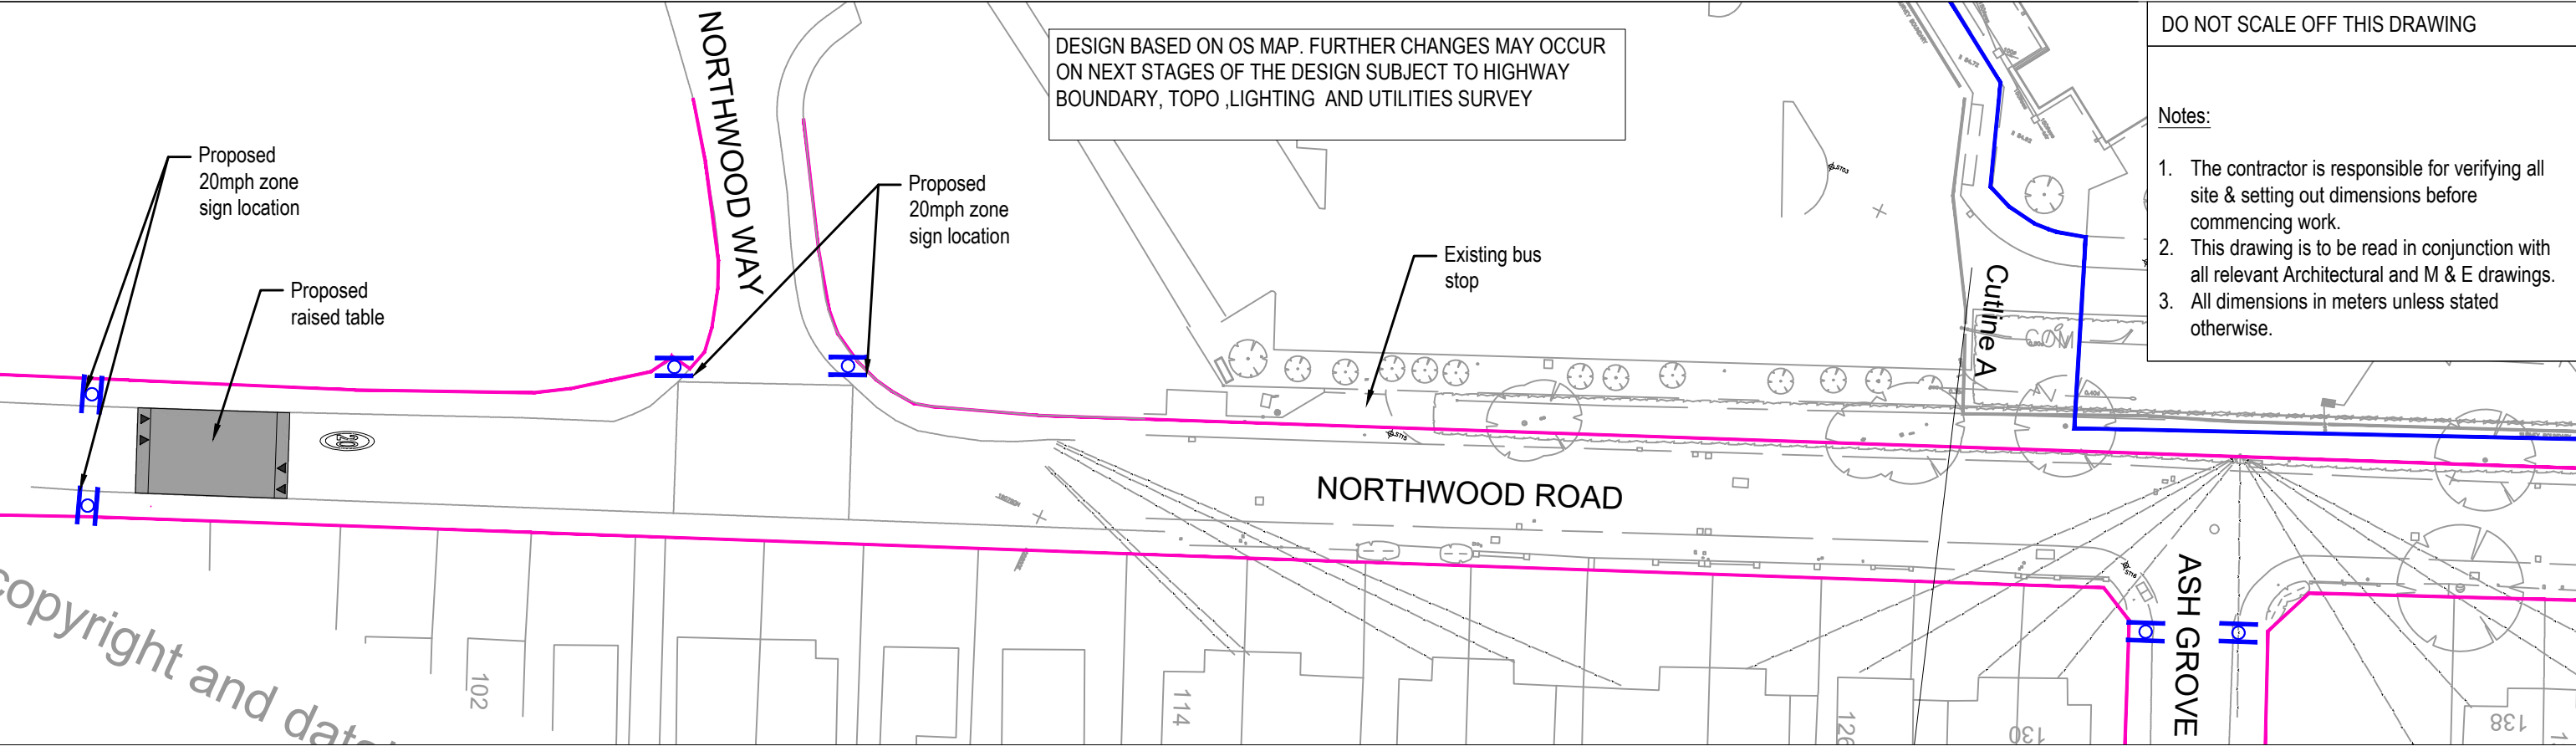 DESIGN BASED ON OS MAP. FURTHER CHANGES MAY OCCUR
ON NEXT STAGES OF THE DESIGN SUBJECT TO HIGHWAY
BOUNDARY, TOPO ,LIGHTING AND UTILITIES SURVEY
DO NOT SCALE OFF THIS DRAWING
Notes:
1. The contractor is responsible for verifying all
site & setting out dimensions before
commencing work.
2. This drawing is to be read in conjunction with
all relevant Architectural and M & E drawings.
3. All dimensions in meters unless stated
otherwise.
NORTHWOOD WAY
Proposed
20mph zone
sign location
Proposed
raised table
Proposed
20mph zone
sign location
Existing bus
stop
Cutline A
20
ST03
ST15
NORTHWOOD ROAD
ST16
ASH GROVE
copyright and
102
114
126
130
138